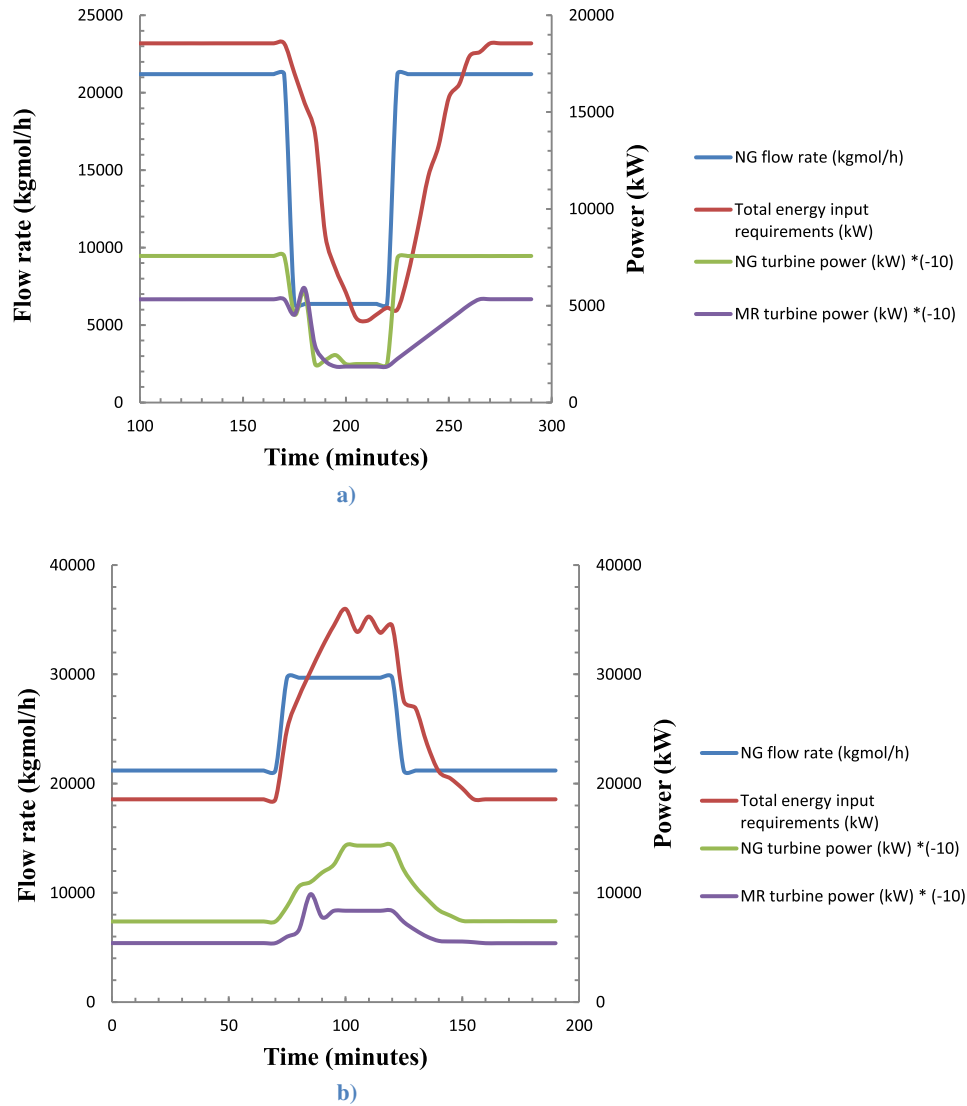 25000
20000
15000
10000
5000
0
Flow rate (kgmol/h)
20000
15000
10000
5000
0
Power (kW)
100
150
200
250
300
Time (minutes)
NG flow rate (kgmol/h)
Total energy input
requirements (kW)
NG turbine power (kW) *(-10)
MR turbine power (kW) *(-10)
a)
40000
30000
20000
10000
0
Flow rate (kgmol/h)
40000
30000
20000
10000
0
Power (kW)
0
50
100
150
200
Time (minutes)
NG flow rate (kgmol/h)
Total energy input
requirements (kW)
NG turbine power (kW) *(-10)
MR turbine power (kW) * (-10)
b)